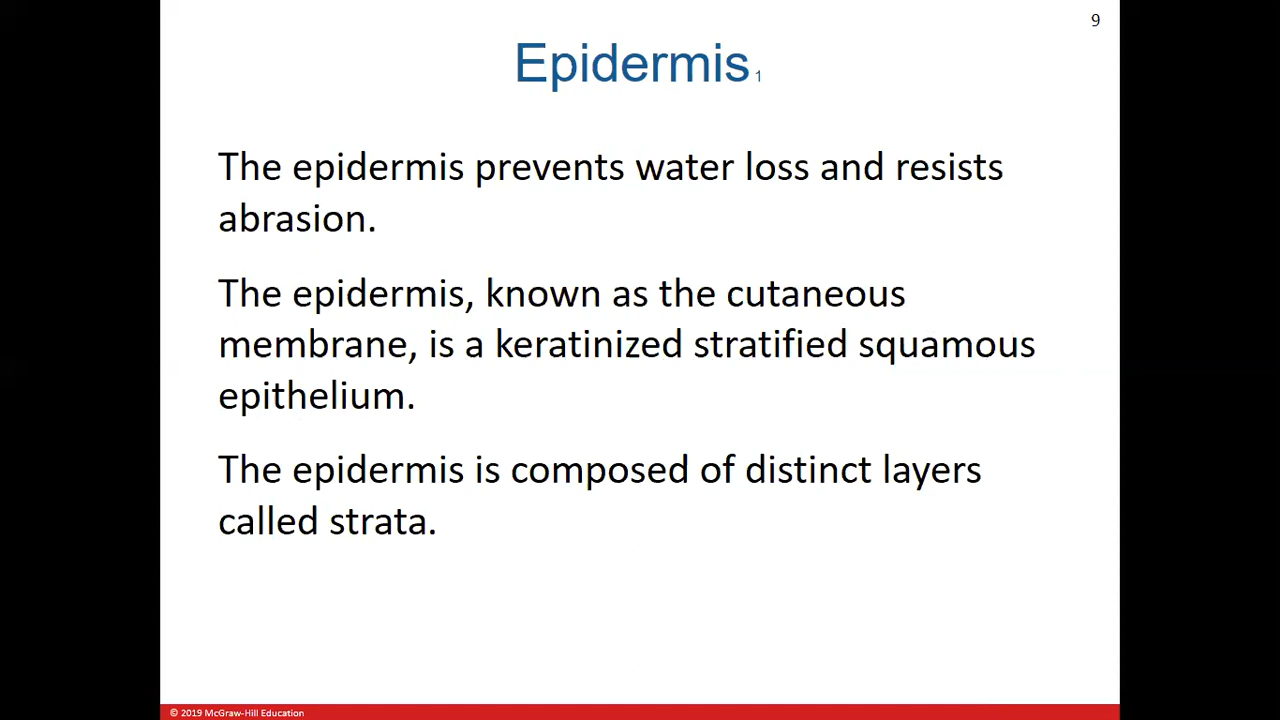 9
Epidermis 1
The epidermis prevents water loss and resists
abrasion.
The epidermis, known as the cutaneous
membrane, is a keratinized stratified squamous
epithelium.
The epidermis is composed of distinct layers
called strata.
© 2019 McGraw-Hill Education